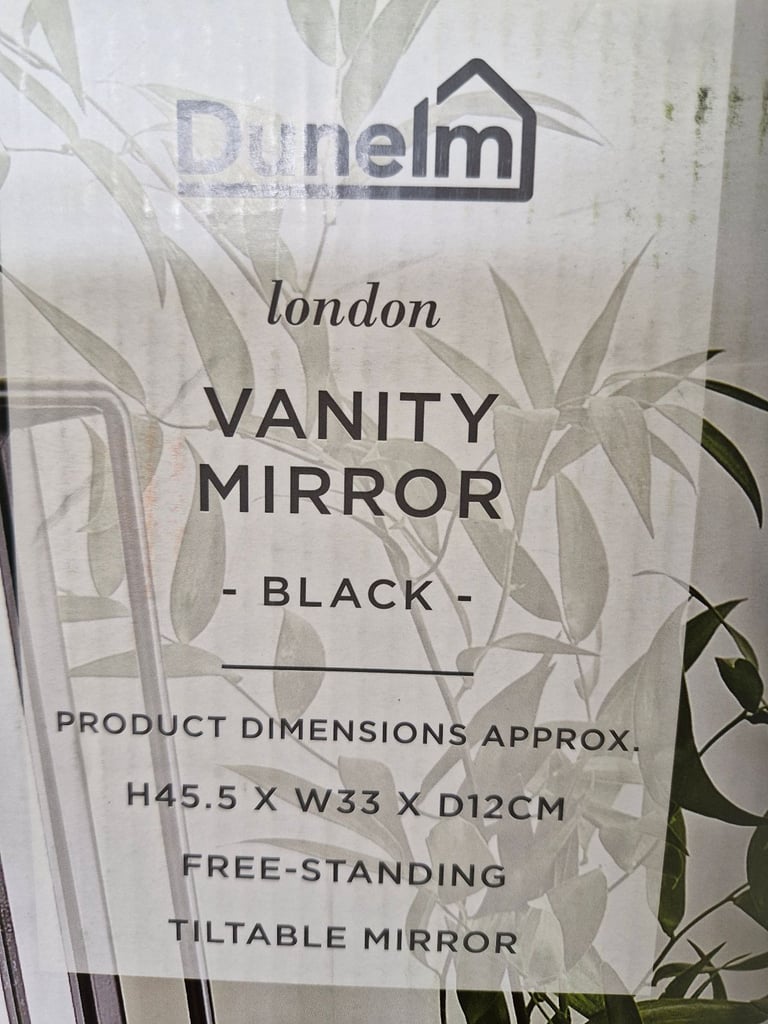 Dunelm
london
VANITY
MIRROR
- BLACK -
PRODUCT DIMENSIONS APPROX.
H45.5 X W33 X D12CM
FREE-STANDING
TILTABLE MIRROR